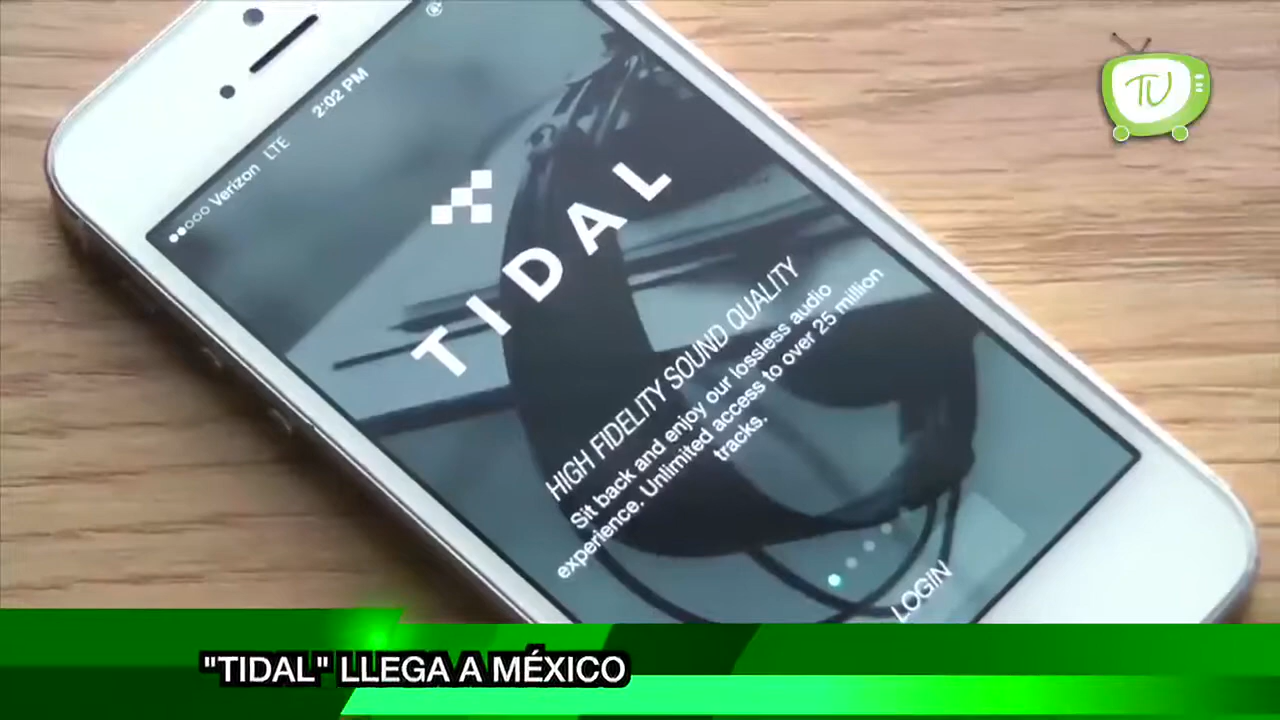 TV
Verizon LTE
2:02 PM
TIDAL
HIGH FIDELITY SOUND QUALITY
Sit back and enjoy our lossless audio
experience. Unlimited access to over 25 million
tracks.
LOGIN
"TIDAL" LLEGA A MÉXICO